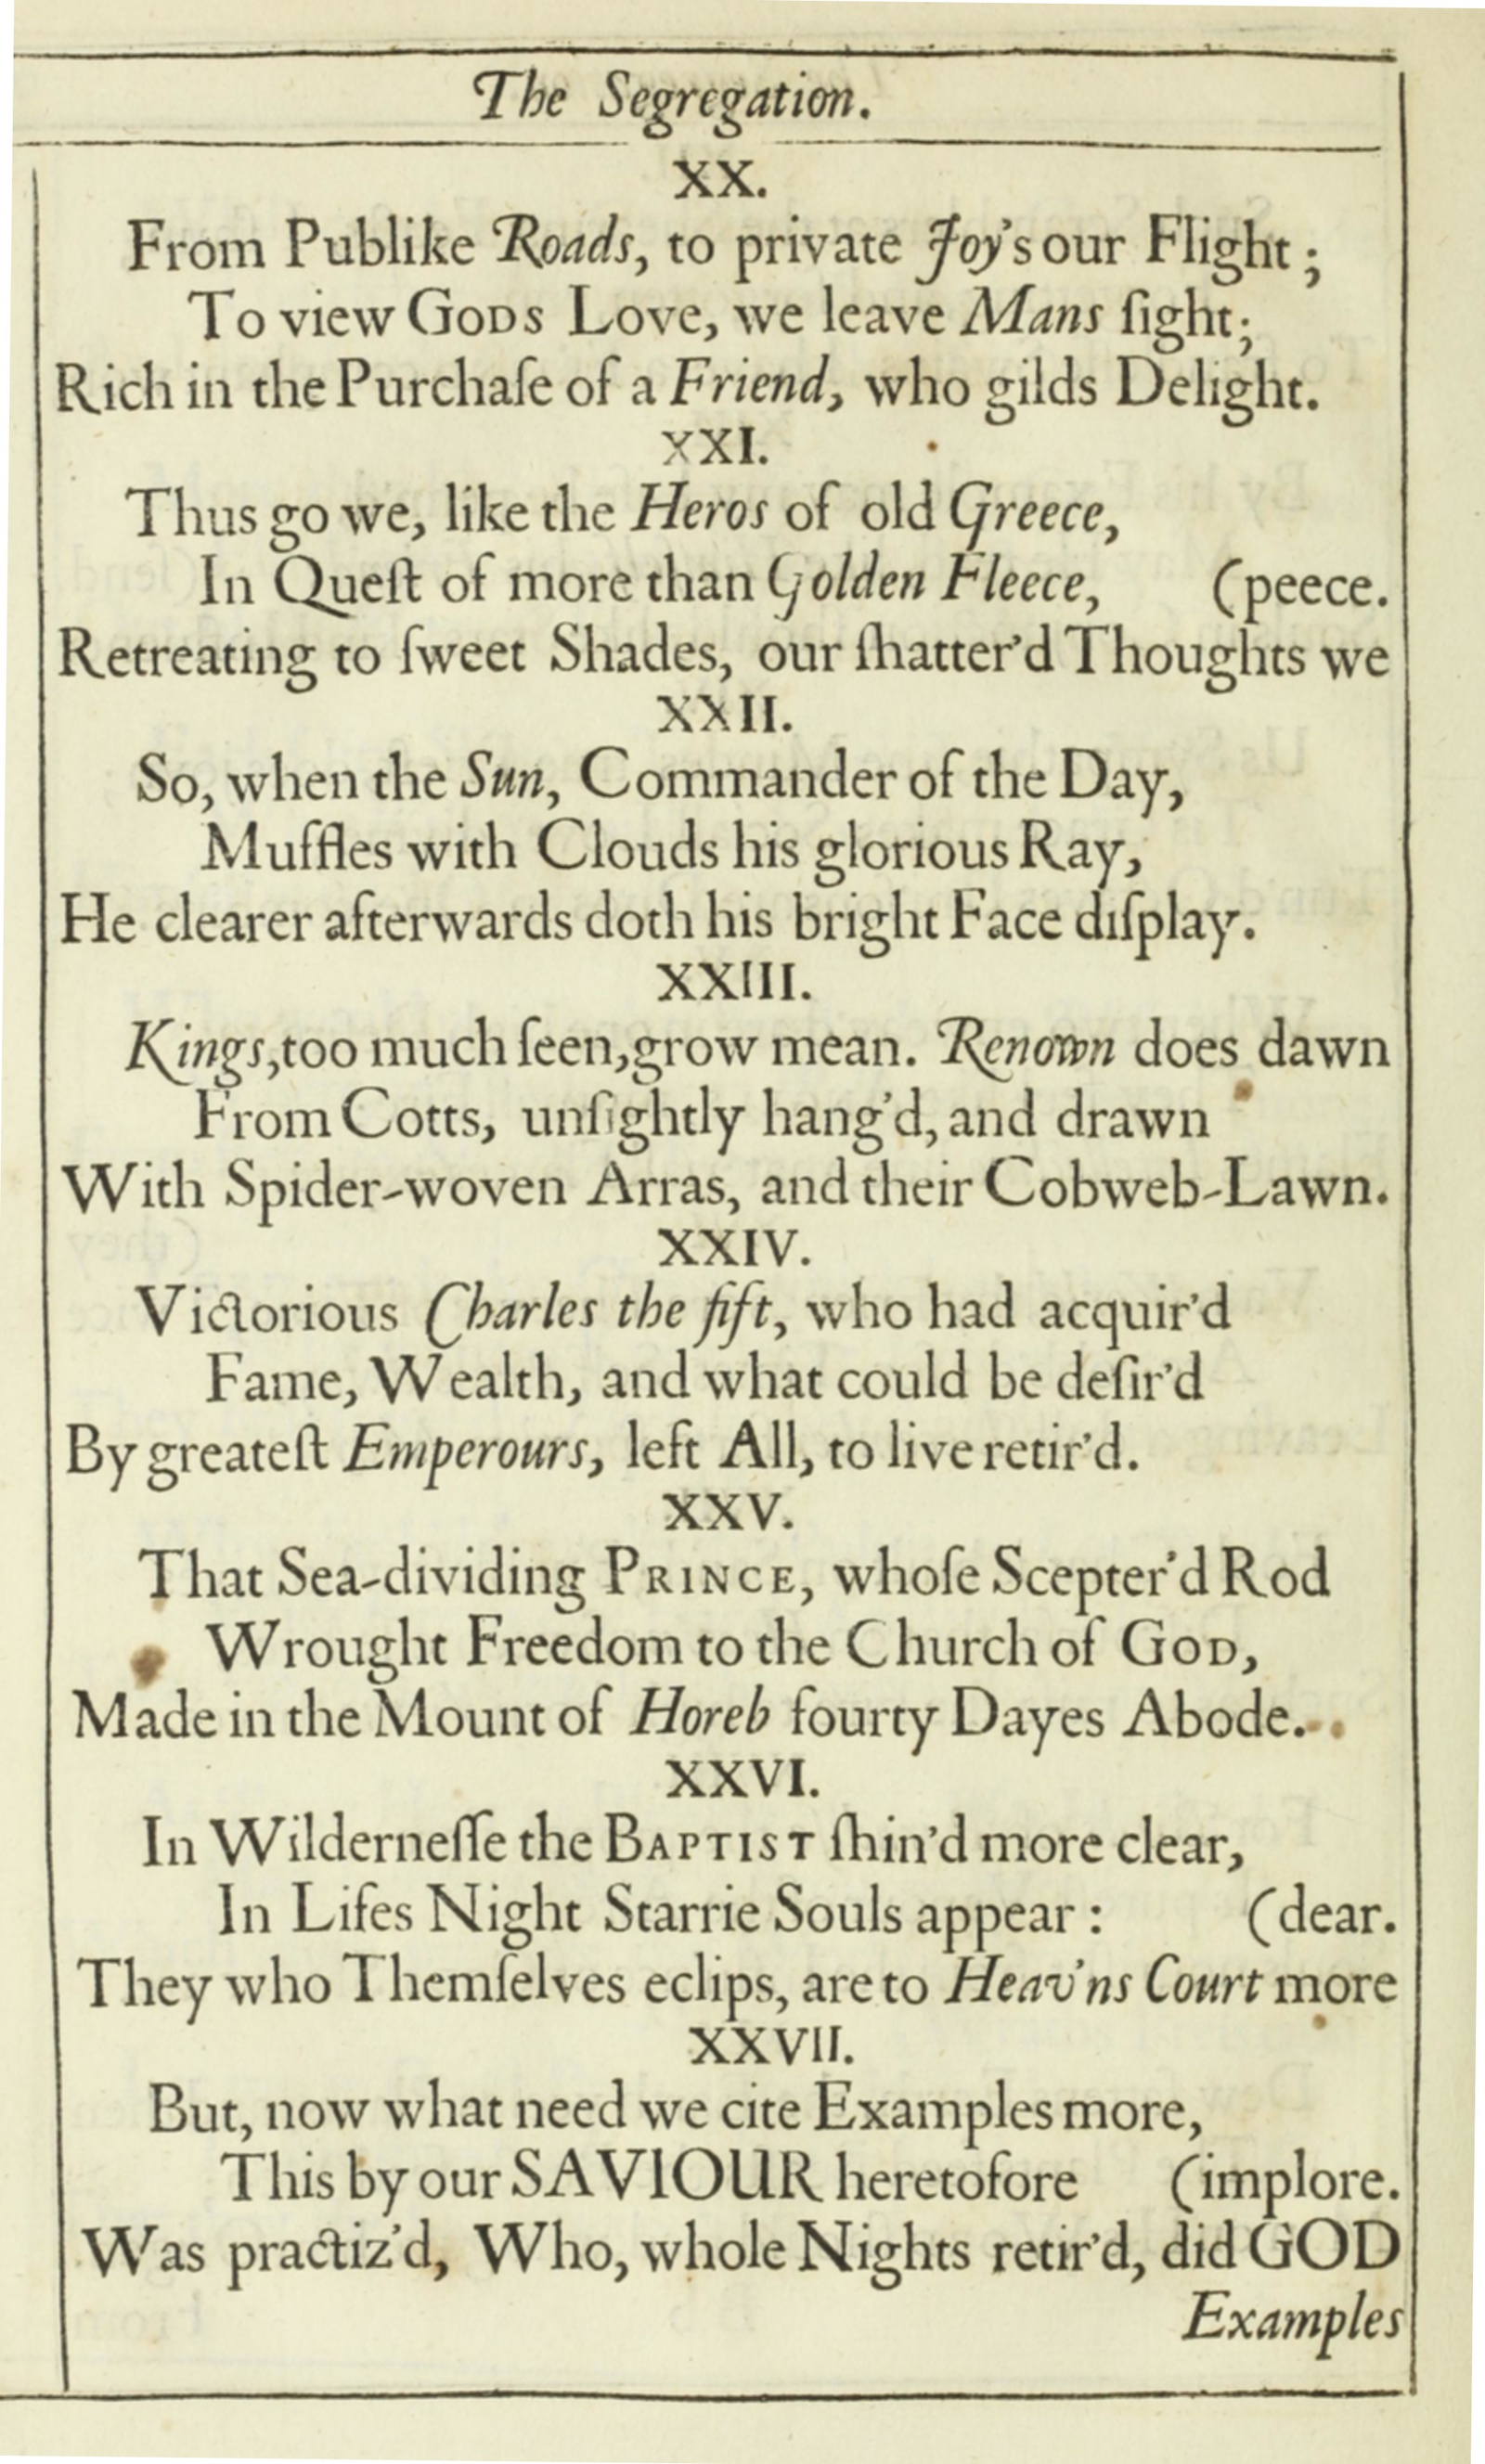 The Segregation.
XX.
From Publike Roads, to private Joy's our Flight;
To view GODS Love, we leave Mans ſight;
Rich in the Purchaſe of a Friend, who gilds Delight.
XXI.
Thus go we, like the Heros of old Greece,
In Queſt of more than Golden Fleece, (peece.
Retreating to ſweet Shades, our ſhatter'd Thoughts we
XXII.
So, when the Sun, Commander of the Day,
Muffles with Clouds his glorious Ray,
He clearer afterwards doth his bright Face diſplay.
XXIII.
Kings, too much ſeen, grow mean. Renown does dawn
From Cotts, unſightly hang'd, and drawn
With Spider-woven Arras, and their Cobweb-Lawn.
XXIV.
Victorious Charles the fift, who had acquir'd
Fame, Wealth, and what could be deſir'd
By greateſt Emperours, left All, to live retir'd.
XXV.
That Sea-dividing PRINCE, whoſe Scepter'd Rod
Wrought Freedom to the Church of GOD,
Made in the Mount of Horeb fourty Dayes Abode.
XXVI.
In Wilderneſſe the BAPTIST ſhin'd more clear,
In Lifes Night Starrie Souls appear : (dear.
They who Themſelves eclips, are to Heav'ns Court more
XXVII.
But, now what need we cite Examples more,
This by our SAVIOUR heretofore (implore.
Was practiz'd, Who, whole Nights retir'd, did GOD
Examples